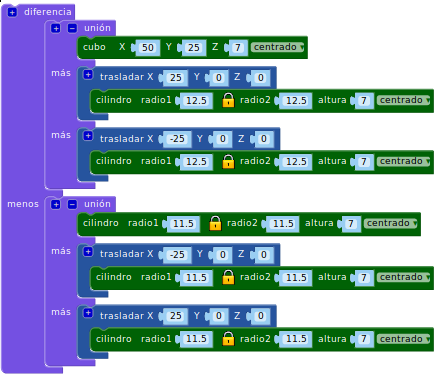 diferencia
unión
cubo X 50 Y 25 Z 7 centrado
más trasladar X 25 Y 0 Z 0
cilindro radio1 12.5 radio2 12.5 altura 7 centrado
más trasladar X -25 Y 0 Z 0
cilindro radio1 12.5 radio2 12.5 altura 7 centrado
menos unión
cilindro radio1 11.5 radio2 11.5 altura 7 centrado
más trasladar X -25 Y 0 Z 0
cilindro radio1 11.5 radio2 11.5 altura 7 centrado
más trasladar X 25 Y 0 Z 0
cilindro radio1 11.5 radio2 11.5 altura 7 centrado